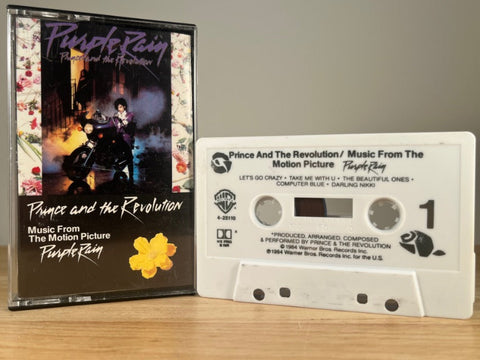 Purple Rain
Prince and the Revolution
Prince and the Revolution
Music From
The Motion Picture
Purple Rain
Prince And The Revolution/ Music From The
Motion Picture Purple Rain
LET'S GO CRAZY • TAKE ME WITH U • THE BEAUTIFUL ONES •
COMPUTER BLUE • DARLING NIKKI
4-25110
1
*PRODUCED, ARRANGED, COMPOSED
& PERFORMED BY PRINCE & THE REVOLUTION
℗1984 Warner Bros. Records Inc.
©1984 Warner Bros. Records Inc. for the U.S.